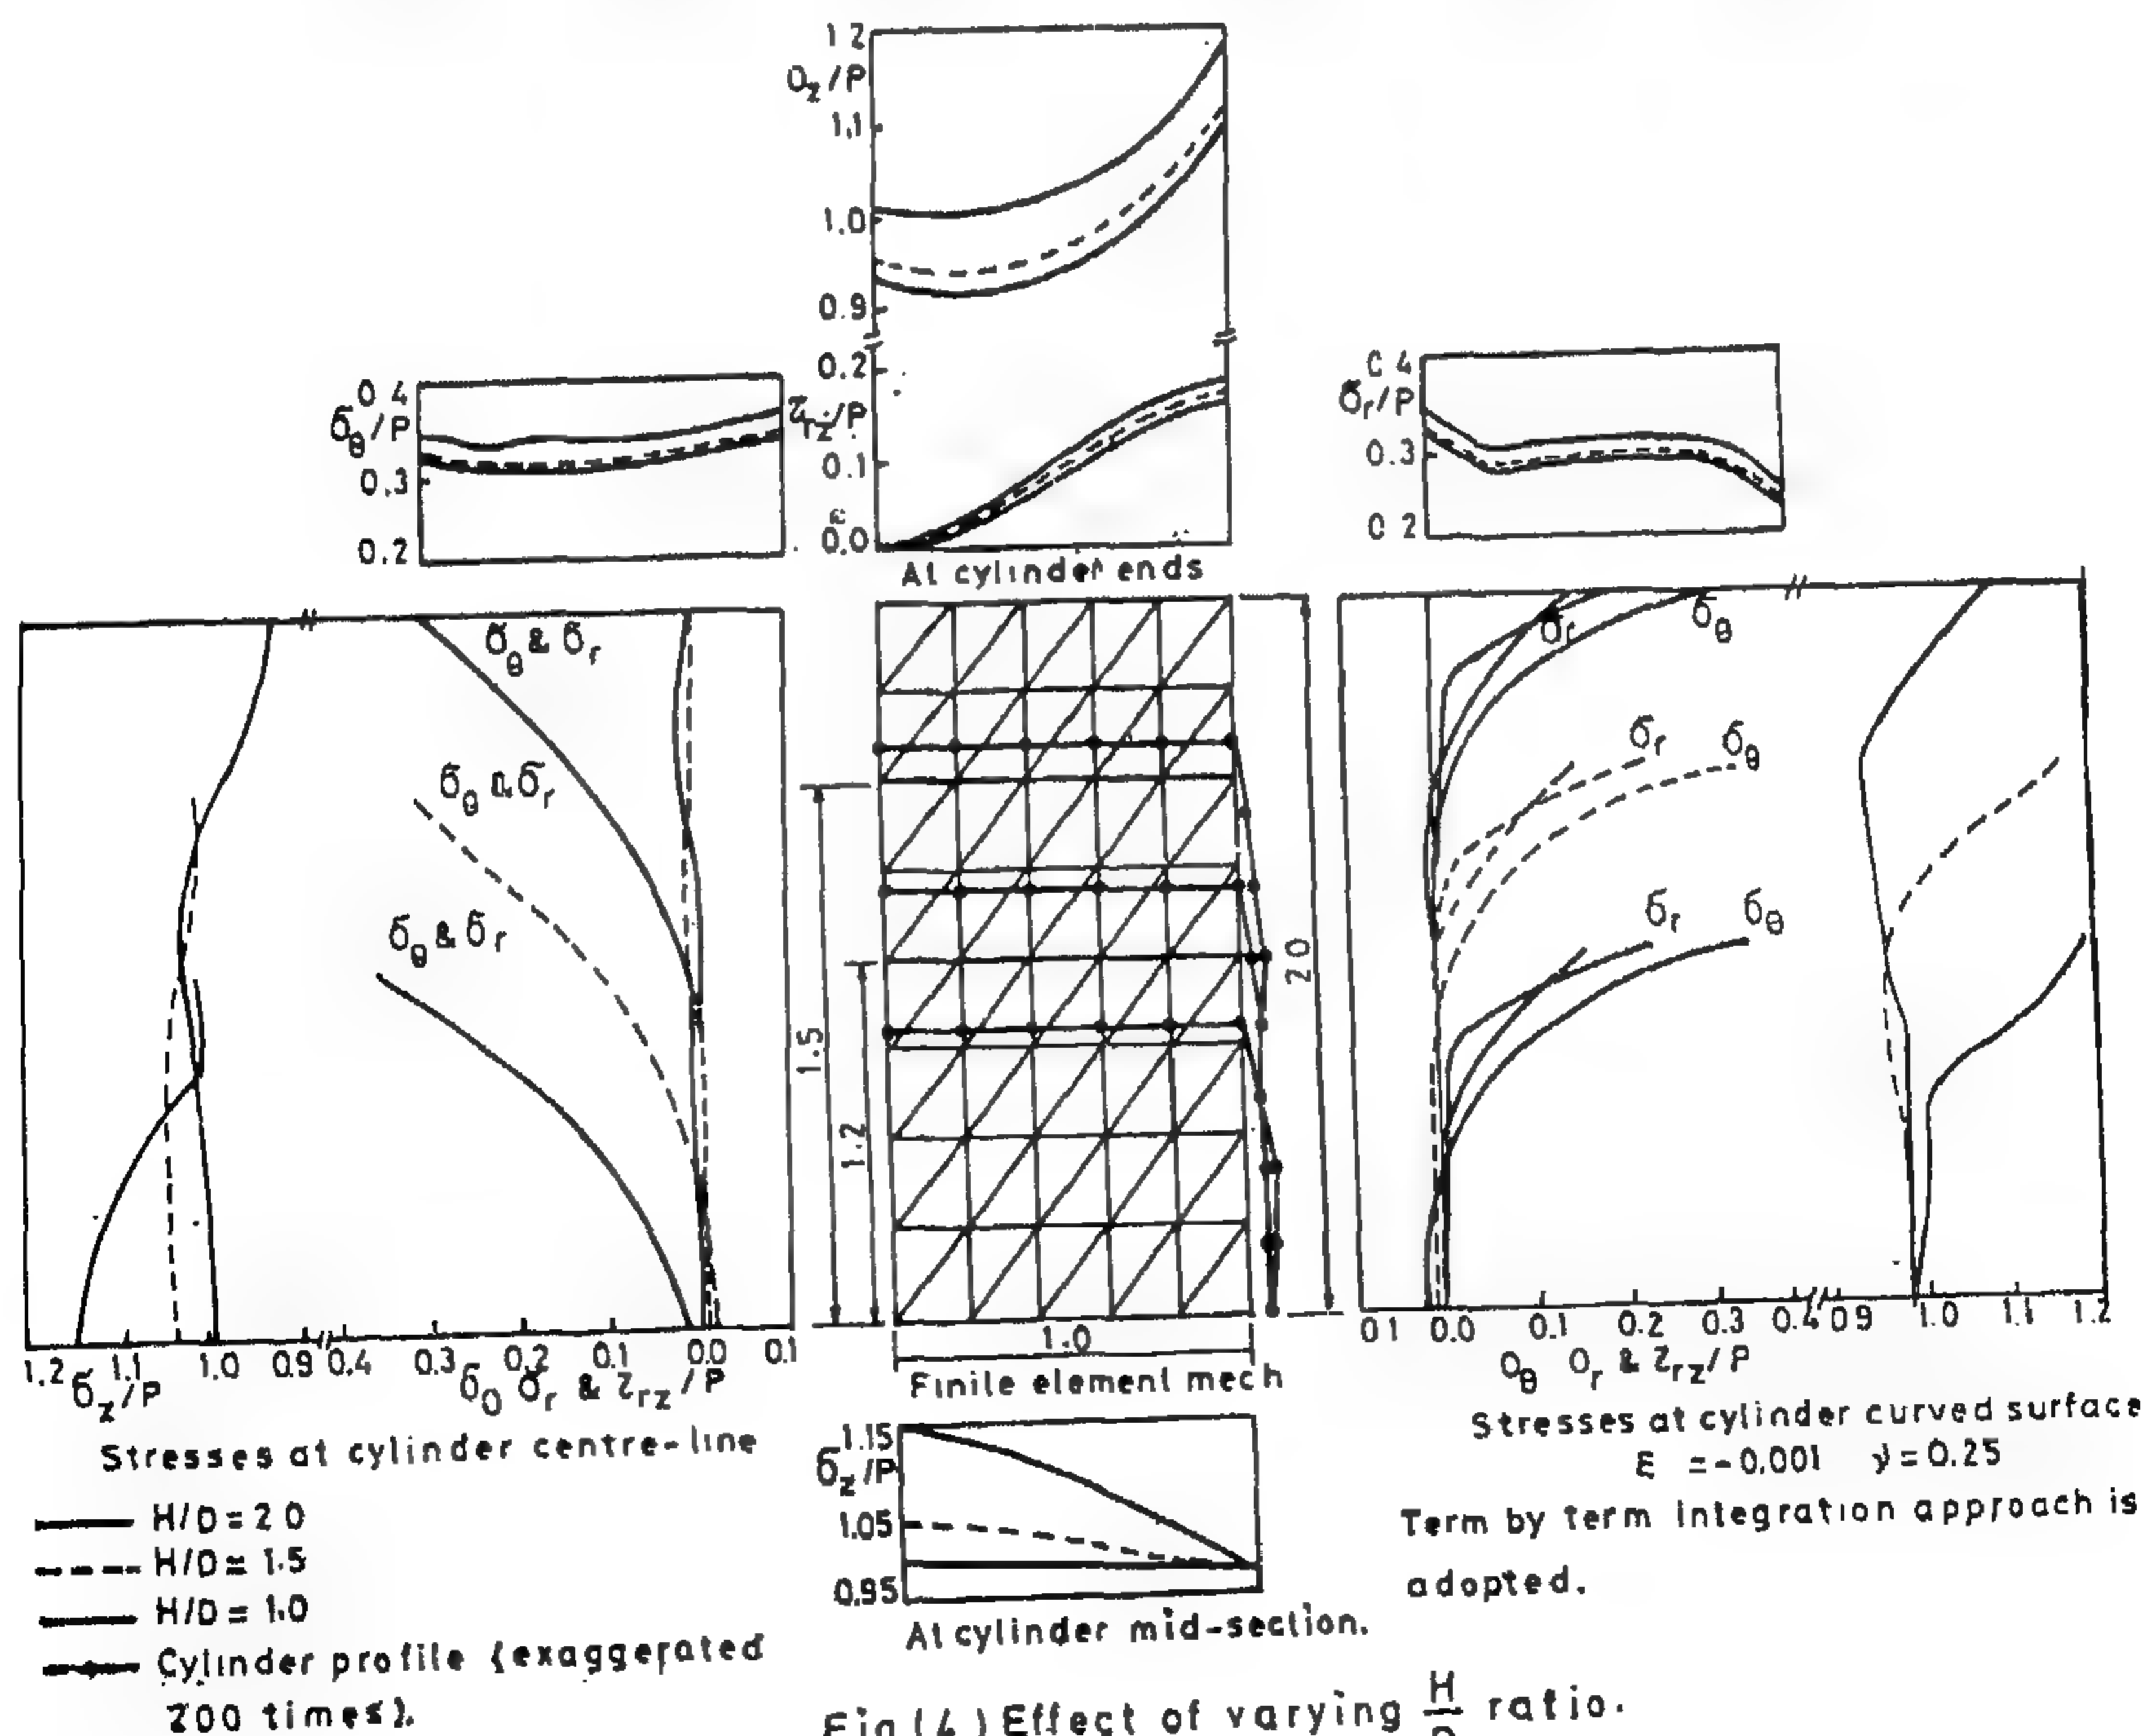 1.2
σz/P
1.1
1.0
0.9
0.2
τrz/P
0.1
0.0
At cylinder ends
0.4
σθ/P
0.3
0.2
0.4
σr/P
0.3
0.2
σθ & σr
σθ & σr
σθ & σr
1.2 1.1 1.0 0.9 0.4 0.3 0.2 0.1 0.0 0.1
σz/P σθ σr & τrz/P
Stresses at cylinder centre-line
1.5
1.2
2.0
1.0
Finite element mech
σr σθ
σr σθ
σr σθ
0.1 0.0 0.1 0.2 0.3 0.4 0.9 1.0 1.1 1.2
σθ σr & τrz/P
Stresses at cylinder curved surface
ε = -0.001 ν = 0.25
Term by term integration approach is
adopted.
1.15
σz/P
1.05
0.95
At cylinder mid-section.
H/D = 2.0
H/D = 1.5
H/D = 1.0
Cylinder profile (exaggerated
200 times).
Fig (4) Effect of varying H/D ratio.